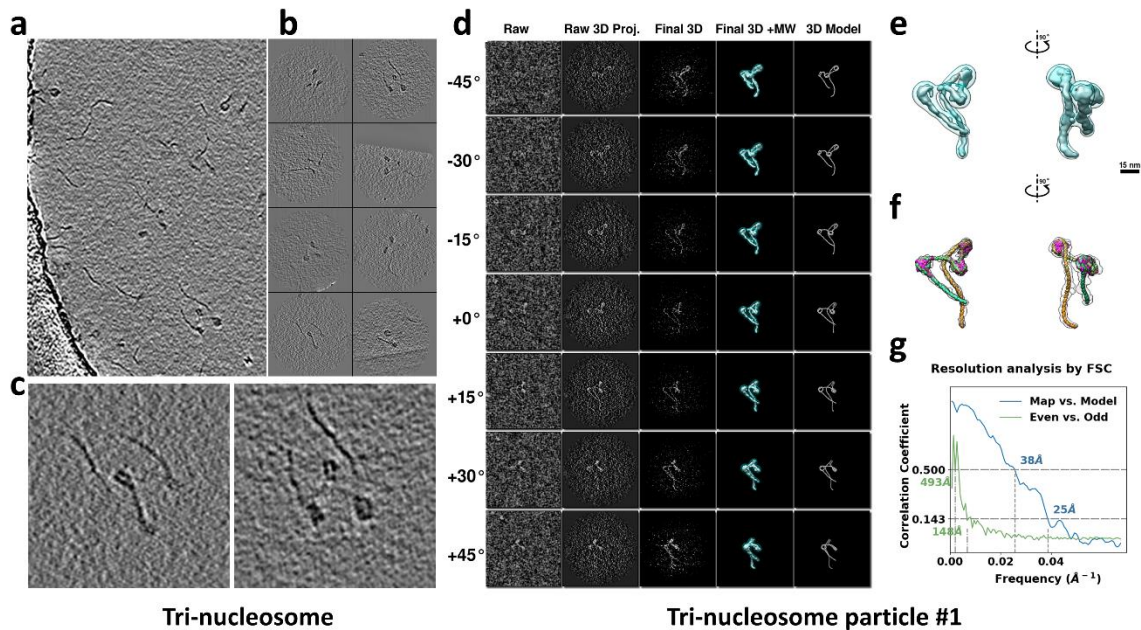 a
b
d
Raw
Raw 3D Proj.
Final 3D
Final 3D +MW
3D Model
-45°
-30°
-15°
+0°
+15°
+30°
+45°
c
e
90°
15 nm
90°
f
g
Resolution analysis by FSC
Map vs. Model
Even vs. Odd
Correlation Coefficient
0.500
0.143
493Å
148Å
38Å
25Å
0.00
0.02
0.04
Frequency (Å⁻¹)
Tri-nucleosome
Tri-nucleosome particle #1